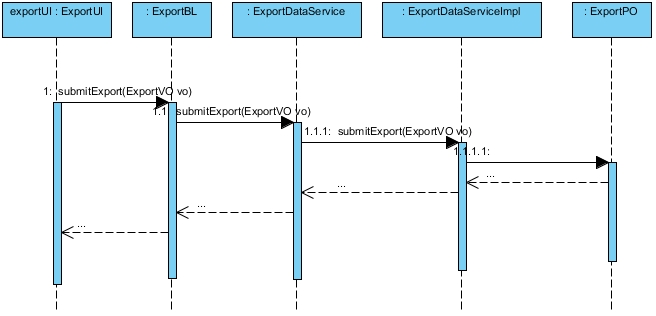 exportUI : ExportUI
: ExportBL
: ExportDataService
: ExportDataServiceImpl
: ExportPO
1: submitExport(ExportVO vo)
1.1: submitExport(ExportVO vo)
1.1.1: submitExport(ExportVO vo)
1.1.1.1:
...
...
...
...